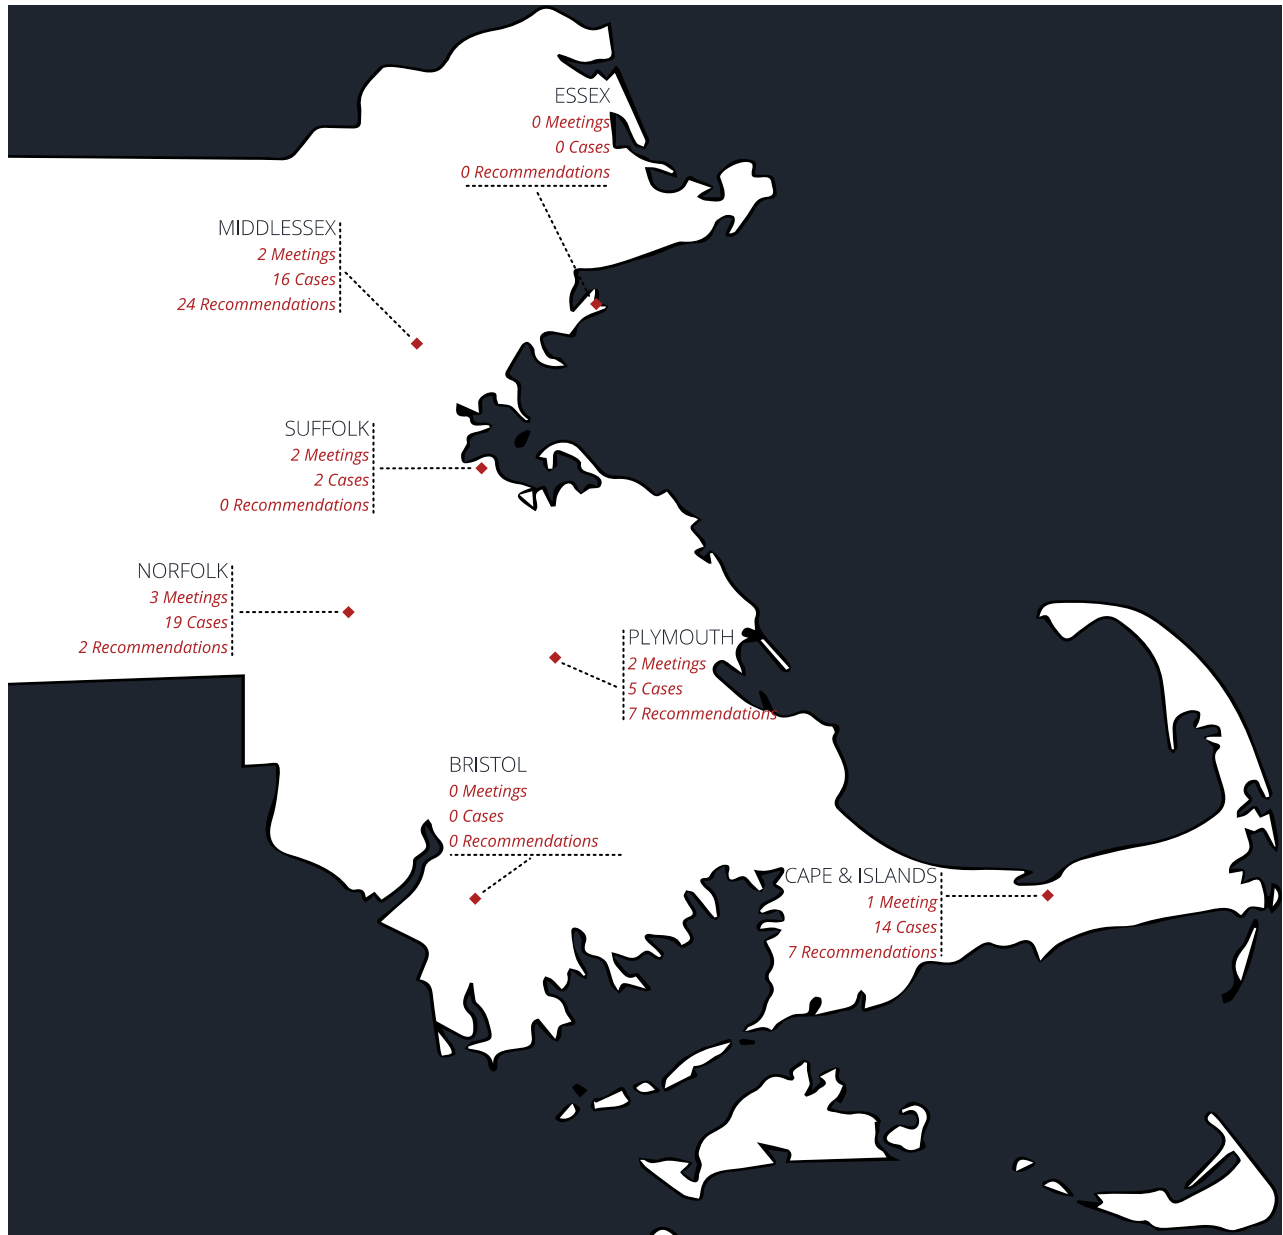 ESSEX
0 Meetings
0 Cases
0 Recommendations
MIDDLESSEX
2 Meetings
16 Cases
24 Recommendations
SUFFOLK
2 Meetings
2 Cases
0 Recommendations
NORFOLK
3 Meetings
19 Cases
2 Recommendations
PLYMOUTH
2 Meetings
5 Cases
7 Recommendations
BRISTOL
0 Meetings
0 Cases
0 Recommendations
CAPE & ISLANDS
1 Meeting
14 Cases
7 Recommendations